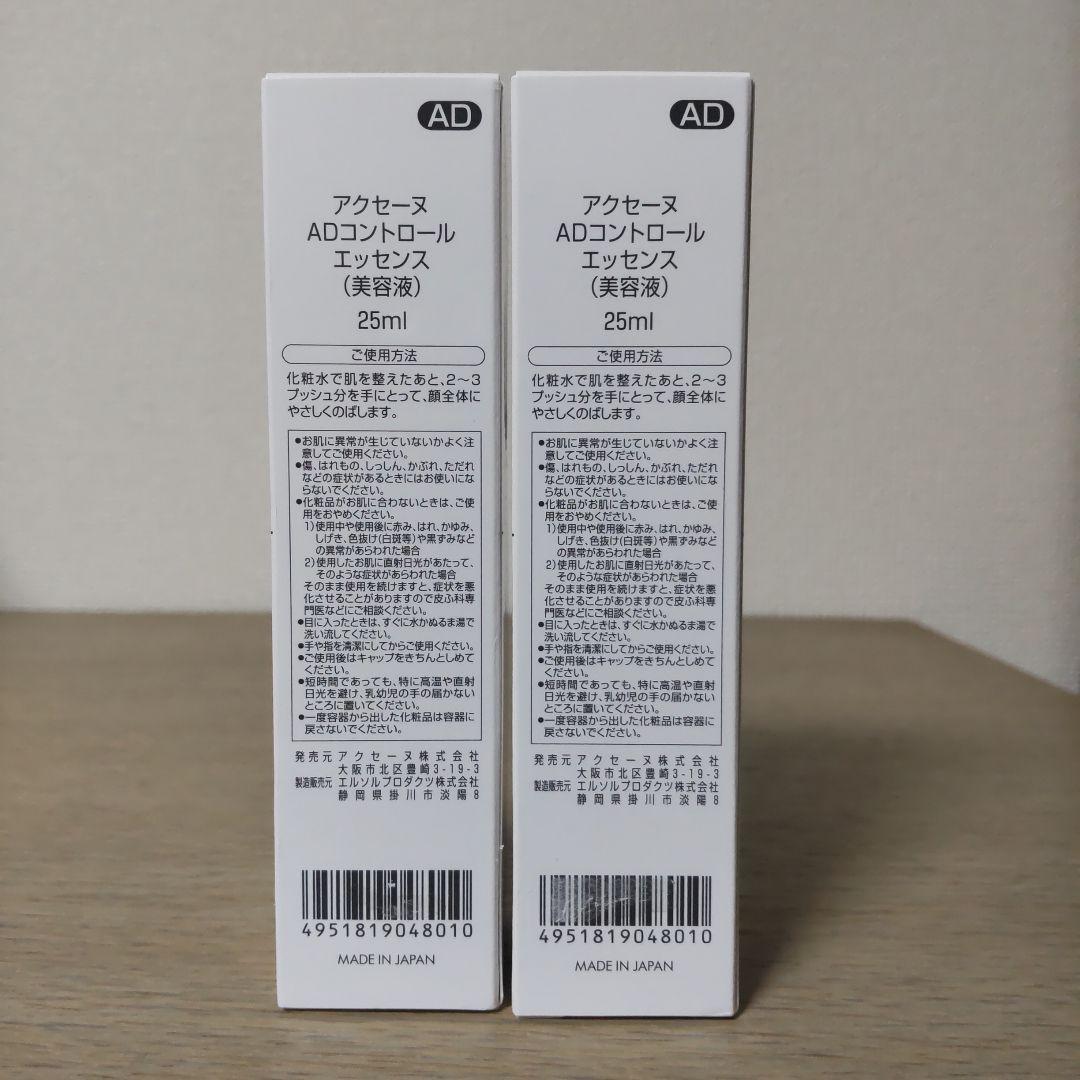 AD
アクセーヌ
ADコントロール
エッセンス
（美容液）
25ml
ご使用方法
化粧水で肌を整えたあと、2～3
プッシュ分を手にとって、顔全体に
やさしくのばします。
●お肌に異常が生じていないかよく注
意してご使用ください。
●傷、はれもの、しっしん、かぶれ、ただれ
などの症状があるときにはお使いにな
らないでください。
●化粧品がお肌に合わないときは、ご使
用をおやめください。
1)使用中や使用後に赤み、はれ、かゆみ、
しげき、色抜け(白斑等)や黒ずみなど
の異常があらわれた場合
2)使用したお肌に直射日光があたって、
そのような症状があらわれた場合
そのまま使用を続けますと、症状を悪
化させることがありますので皮ふ科専
門医などにご相談ください。
●目に入ったときは、すぐに水かぬるま湯で
洗い流してください。
●手や指を清潔にしてからご使用ください。
●ご使用後はキャップをきちんとしめて
ください。
●短時間であっても、特に高温や直射
日光を避け、乳幼児の手の届かない
ところに置いてください。
●一度容器から出した化粧品は容器に
戻さないでください。
発売元 アクセーヌ株式会社
大阪市北区豊崎3-19-3
製造販売元 エルソルプロダクツ株式会社
静岡県掛川市淡陽8
4951819048010
MADE IN JAPAN
AD
アクセーヌ
ADコントロール
エッセンス
（美容液）
25ml
ご使用方法
化粧水で肌を整えたあと、2～3
プッシュ分を手にとって、顔全体に
やさしくのばします。
●お肌に異常が生じていないかよく注
意してご使用ください。
●傷、はれもの、しっしん、かぶれ、ただれ
などの症状があるときにはお使いにな
らないでください。
●化粧品がお肌に合わないときは、ご使
用をおやめください。
1)使用中や使用後に赤み、はれ、かゆみ、
しげき、色抜け(白斑等)や黒ずみなど
の異常があらわれた場合
2)使用したお肌に直射日光があたって、
そのような症状があらわれた場合
そのまま使用を続けますと、症状を悪
化させることがありますので皮ふ科専
門医などにご相談ください。
●目に入ったときは、すぐに水かぬるま湯で
洗い流してください。
●手や指を清潔にしてからご使用ください。
●ご使用後はキャップをきちんとしめて
ください。
●短時間であっても、特に高温や直射
日光を避け、乳幼児の手の届かない
ところに置いてください。
●一度容器から出した化粧品は容器に
戻さないでください。
発売元 アクセーヌ株式会社
大阪市北区豊崎3-19-3
製造販売元 エルソルプロダクツ株式会社
静岡県掛川市淡陽8
4951819048010
MADE IN JAPAN